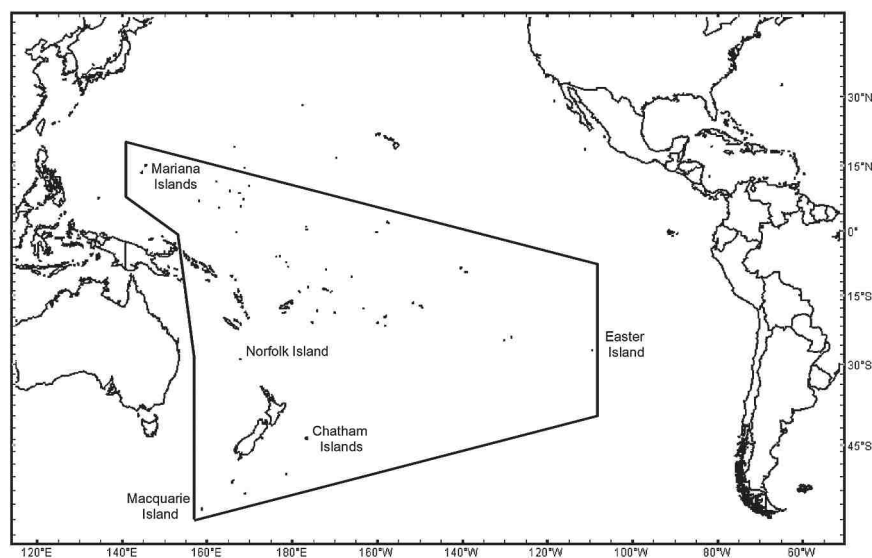 Mariana
Islands
Norfolk Island
Easter
Island
Chatham
Islands
Macquarie
Island
30°N
15°N
0°
15°S
30°S
45°S
120°E 140°E 160°E 180° 160°W 140°W 120°W 100°W 80°W 60°W